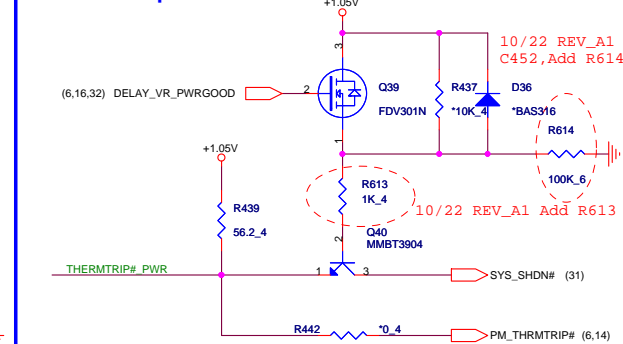 +1.05V
10/22 REV_A1
C452,Add R614
3
Q39
R437
D36
(6,16,32) DELAY_VR_PWRGOOD
2
FDV301N
*10K_4
*BAS316
R614
1
+1.05V
100K_6
R613
1K_4
10/22 REV_A1 Add R613
R439
56.2_4
Q40
MMBT3904
2
THERMTRIP#_PWR
1
3
SYS_SHDN# (31)
R442
*0_4
PM_THRMTRIP# (6,14)